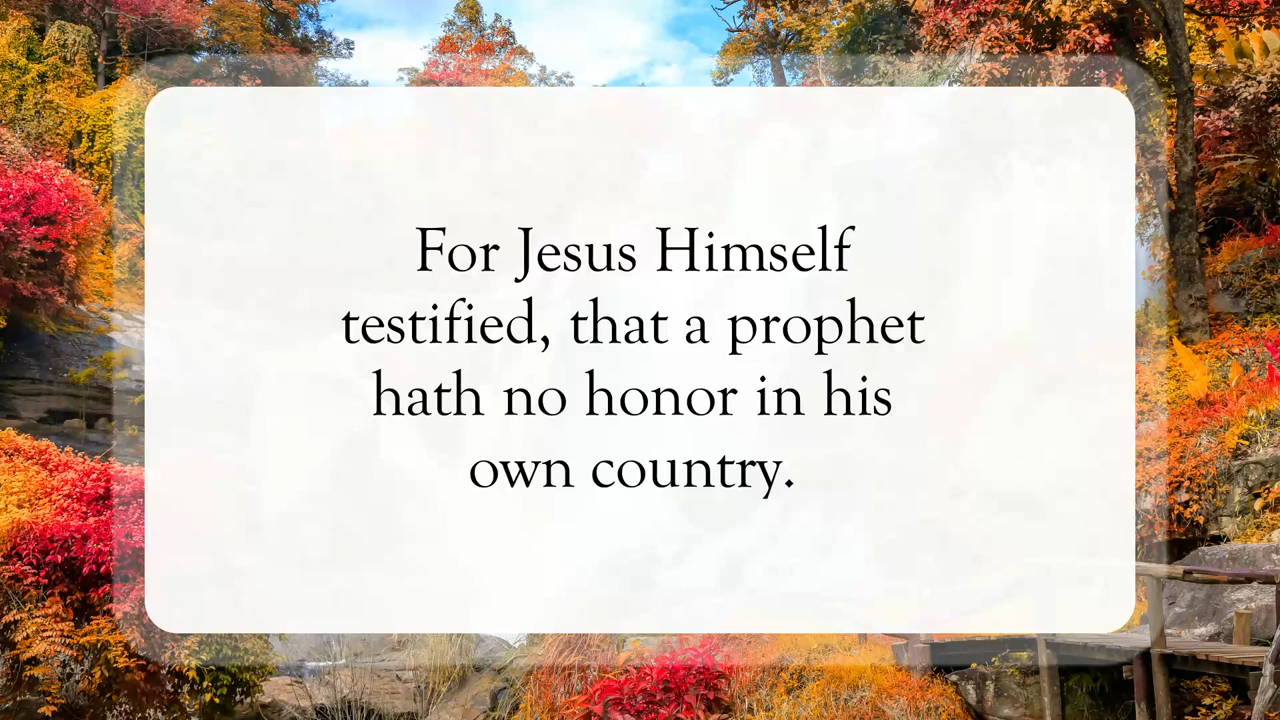 For Jesus Himself
testified, that a prophet
hath no honor in his
own country.